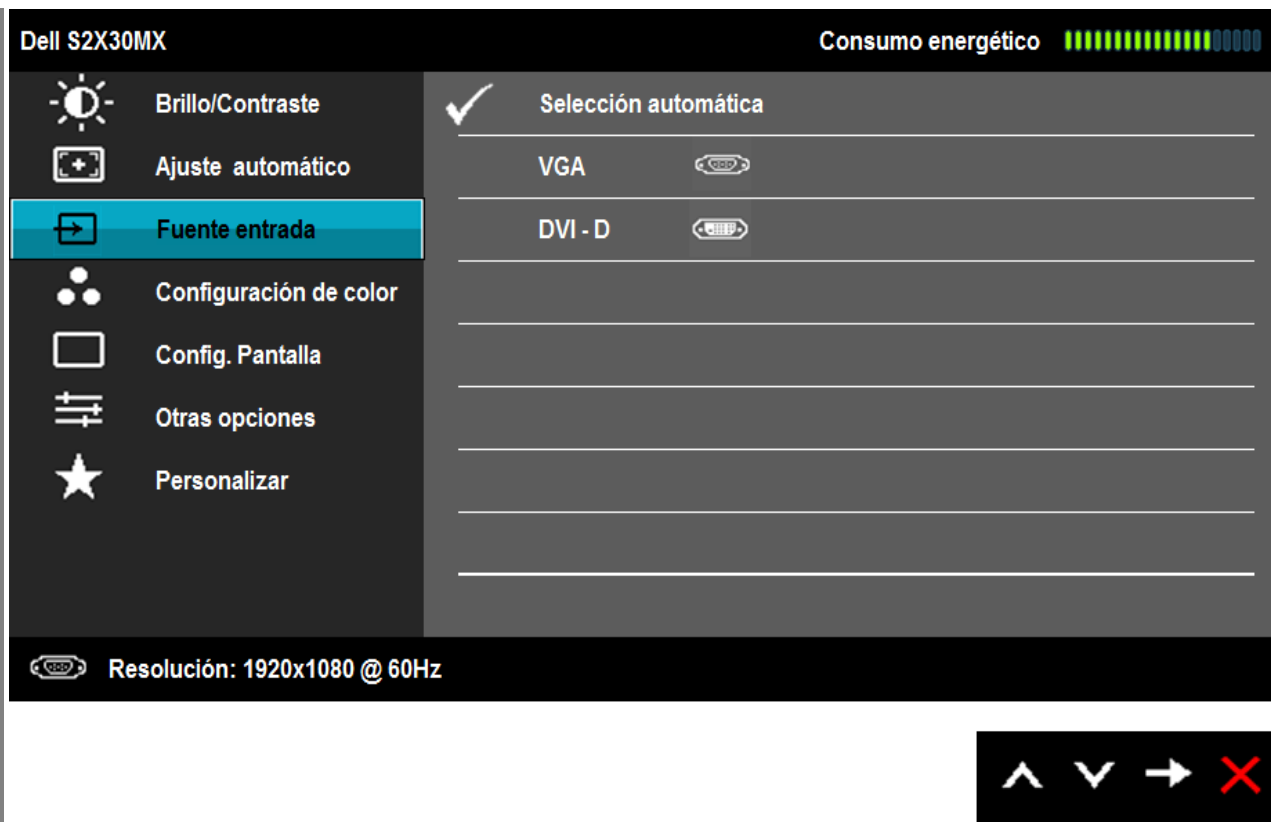 Dell S2X30MX Consumo energético
Brillo/Contraste
Ajuste automático
Fuente entrada
Configuración de color
Config. Pantalla
Otras opciones
Personalizar
Selección automática
VGA
DVI - D
Resolución: 1920x1080 @ 60Hz